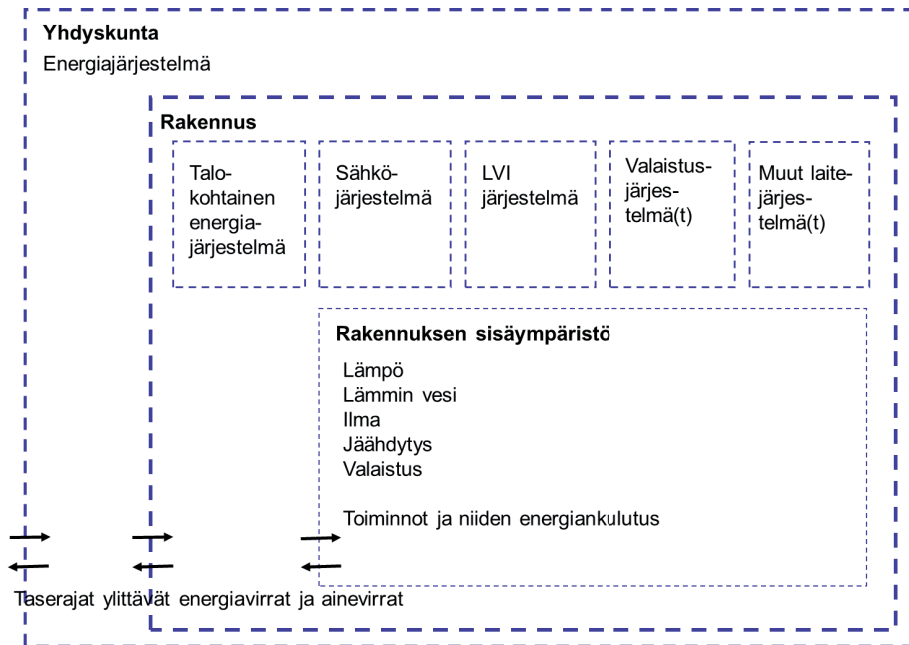 Yhdyskunta
Energiajärjestelmä
Rakennus
Talo-
kohtainen
energia-
järjestelmä
Sähkö-
järjestelmä
LVI
järjestelmä
Valaistus-
järjes-
telmä(t)
Muut laite-
järjes-
telmä(t)
Rakennuksen sisäympäristö
Lämpö
Lämmin vesi
Ilma
Jäähdytys
Valaistus
Toiminnot ja niiden energiankulutus
Taserajat ylittävät energiavirrat ja ainevirrat